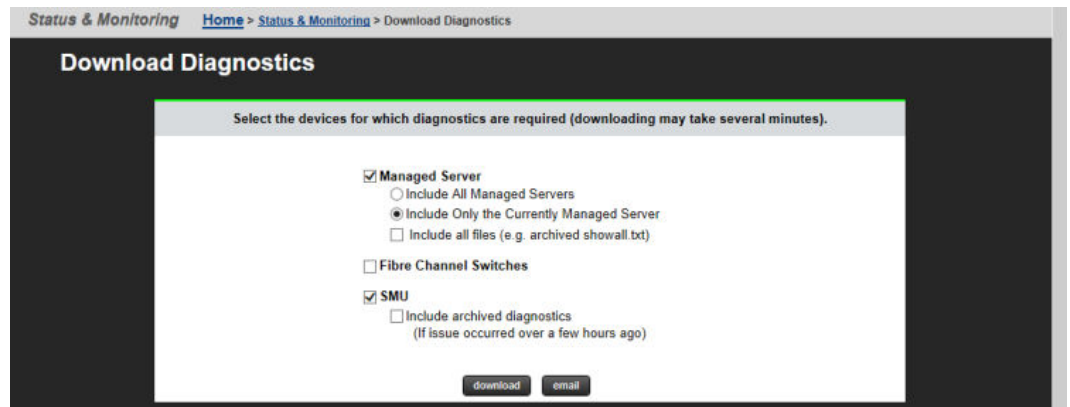 Status & Monitoring Home > Status & Monitoring > Download Diagnostics
Download Diagnostics
Select the devices for which diagnostics are required (downloading may take several minutes).
Managed Server
Include All Managed Servers
Include Only the Currently Managed Server
Include all files (e.g. archived showall.txt)
Fibre Channel Switches
SMU
Include archived diagnostics
(If issue occurred over a few hours ago)
download email